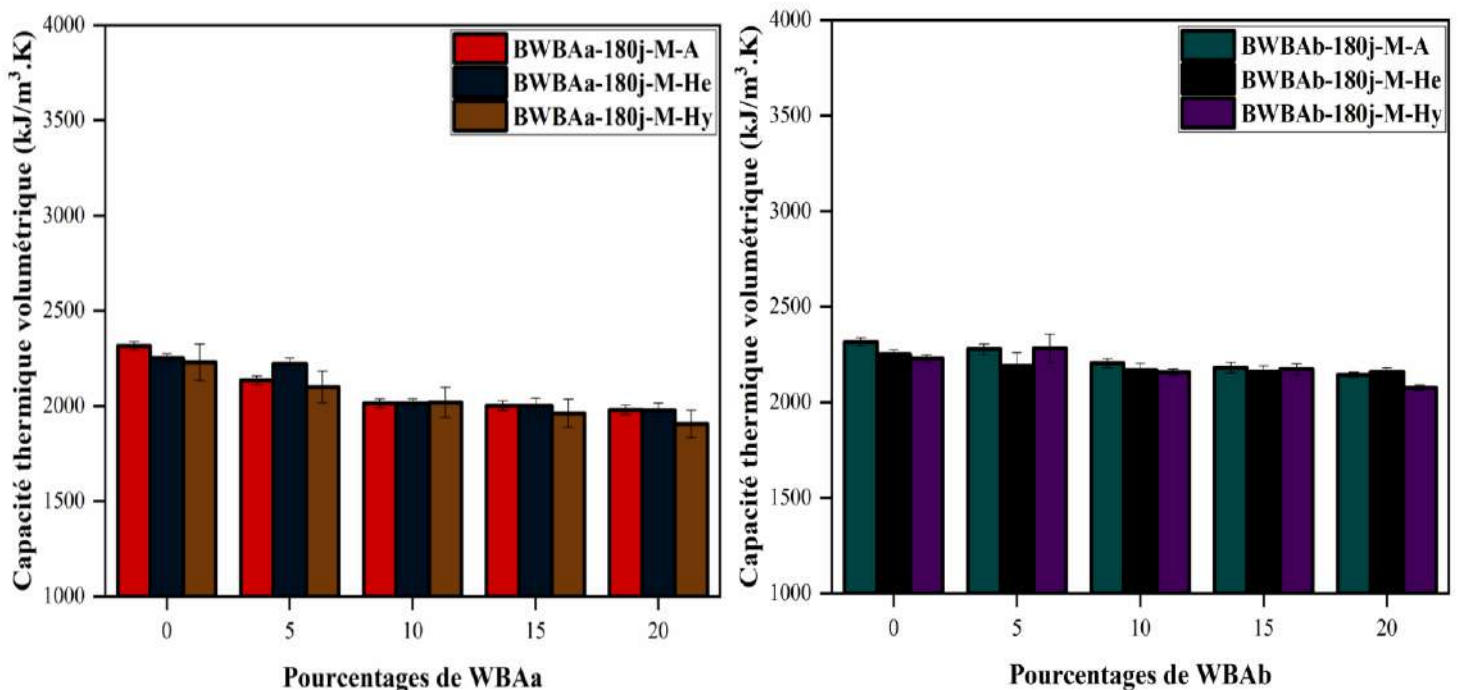 Capacité thermique volumétrique (kJ/m³.K)
4000
3500
3000
2500
2000
1500
1000
BWBAa-180j-M-A
BWBAa-180j-M-He
BWBAa-180j-M-Hy
0 5 10 15 20
Pourcentages de WBAa
Capacité thermique volumétrique (kJ/m³.K)
4000
3500
3000
2500
2000
1500
1000
BWBAb-180j-M-A
BWBAb-180j-M-He
BWBAb-180j-M-Hy
0 5 10 15 20
Pourcentages de WBAb